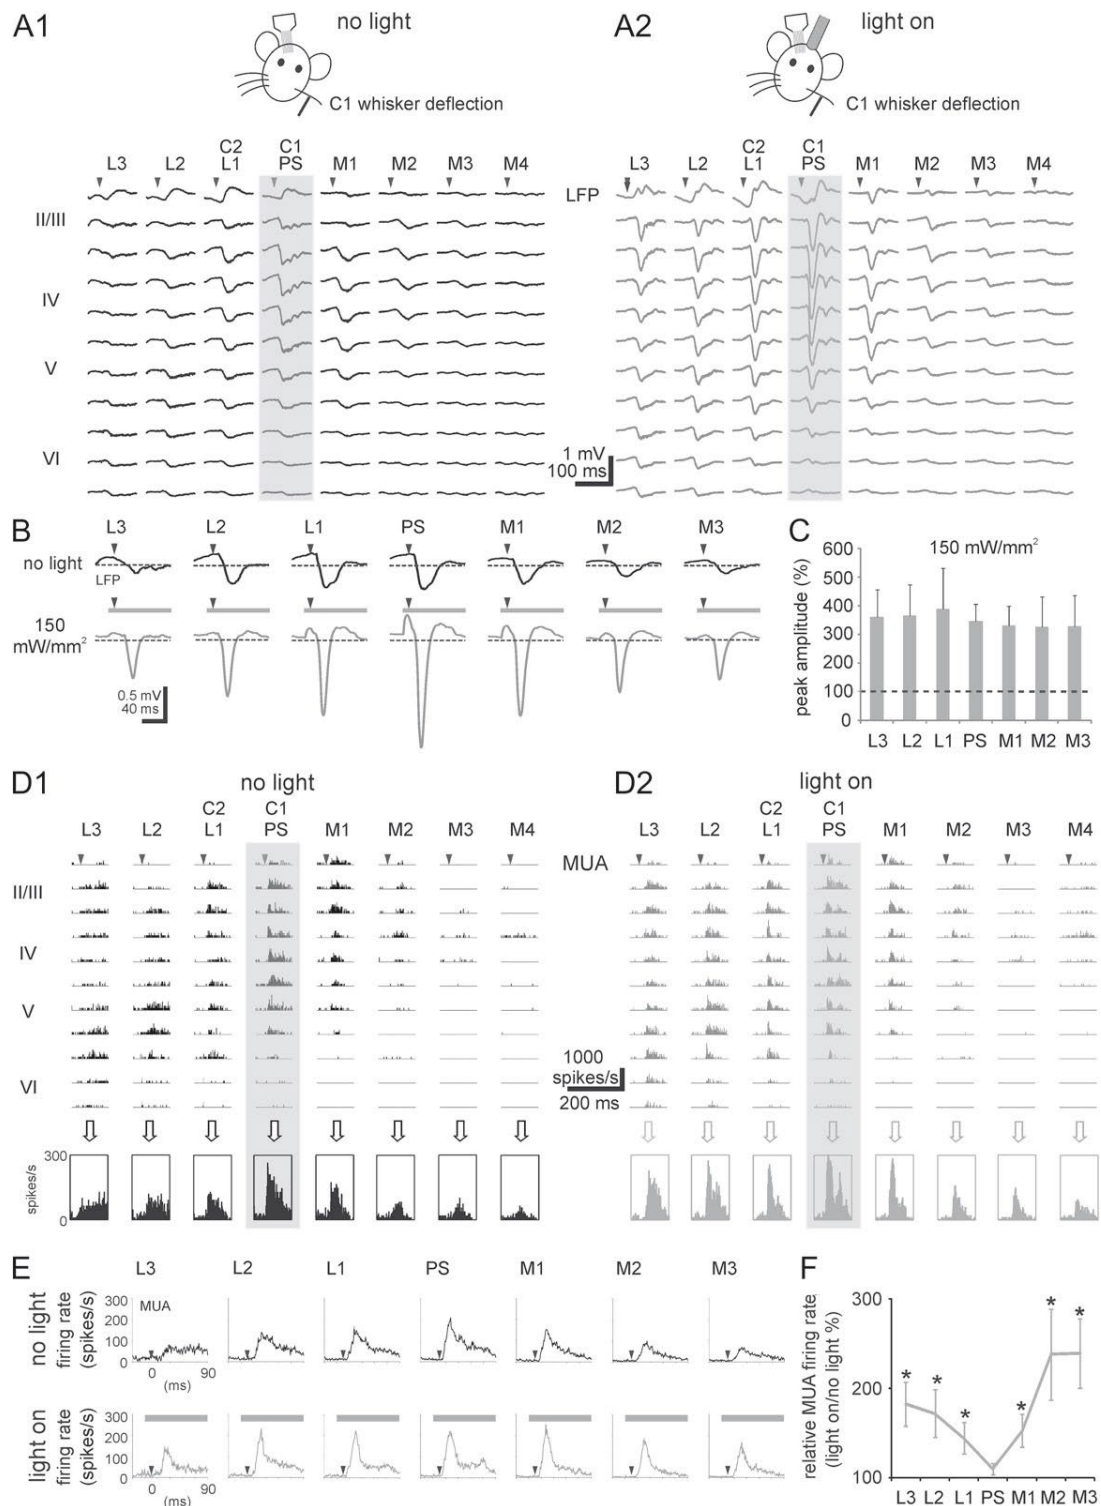 A1 no light
C1 whisker deflection
C2 C1
L3 L2 L1 PS M1 M2 M3 M4
II/III
IV
V
VI
A2 light on
C1 whisker deflection
C2 C1
L3 L2 L1 PS M1 M2 M3 M4
LFP
1 mV
100 ms
B
L3 L2 L1 PS M1 M2 M3
no light
LFP
150
mW/mm²
0.5 mV
40 ms
C
150 mW/mm²
peak amplitude (%)
600
500
400
300
200
100
0
L3 L2 L1 PS M1 M2 M3
D1 no light
C2 C1
L3 L2 L1 PS M1 M2 M3 M4
II/III
IV
V
VI
300
spikes/s
0
D2 light on
C2 C1
L3 L2 L1 PS M1 M2 M3 M4
MUA
1000
spikes/s
200 ms
E
L3 L2 L1 PS M1 M2 M3
no light
firing rate
(spikes/s)
300
200
100
0
MUA
0 90
(ms)
light on
firing rate
(spikes/s)
300
200
100
0
0 90
(ms)
F
relative MUA firing rate
(light on/no light %)
300
200
100
* * * * * *
L3 L2 L1 PS M1 M2 M3